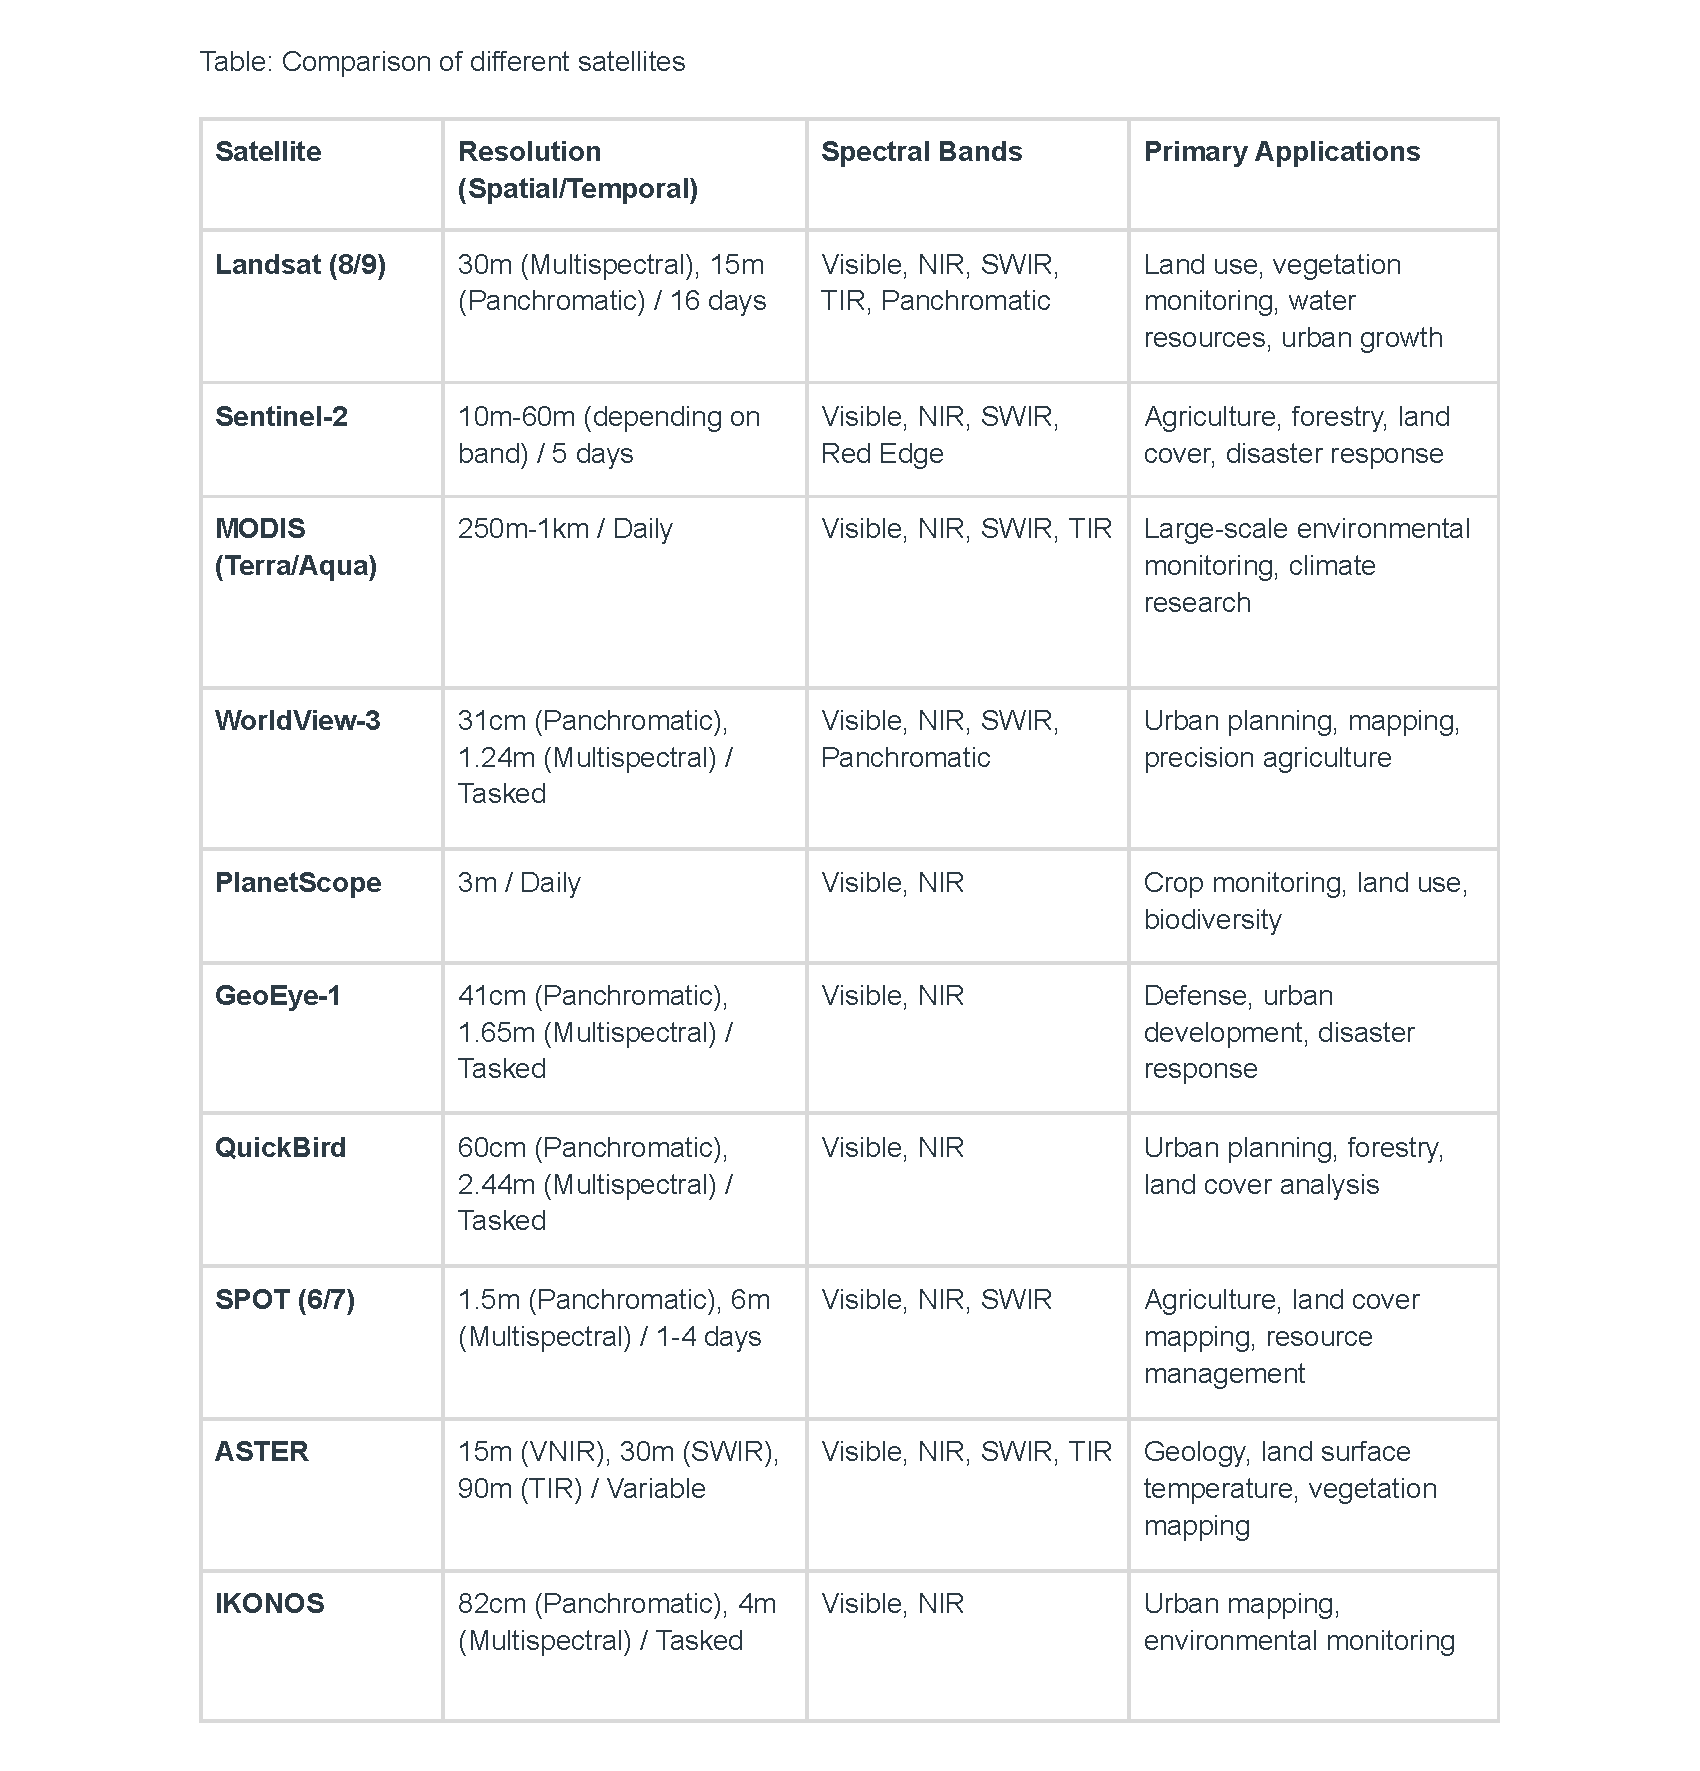 Table: Comparison of different satellites
Satellite
Resolution
(Spatial/Temporal)
Spectral Bands
Primary Applications
Landsat (8/9)
30m (Multispectral), 15m
(Panchromatic) / 16 days
Visible, NIR, SWIR,
TIR, Panchromatic
Land use, vegetation
monitoring, water
resources, urban growth
Sentinel-2
10m-60m (depending on
band) / 5 days
Visible, NIR, SWIR,
Red Edge
Agriculture, forestry, land
cover, disaster response
MODIS
(Terra/Aqua)
250m-1km / Daily
Visible, NIR, SWIR, TIR
Large-scale environmental
monitoring, climate
research
WorldView-3
31cm (Panchromatic),
1.24m (Multispectral) /
Tasked
Visible, NIR, SWIR,
Panchromatic
Urban planning, mapping,
precision agriculture
PlanetScope
3m / Daily
Visible, NIR
Crop monitoring, land use,
biodiversity
GeoEye-1
41cm (Panchromatic),
1.65m (Multispectral) /
Tasked
Visible, NIR
Defense, urban
development, disaster
response
QuickBird
60cm (Panchromatic),
2.44m (Multispectral) /
Tasked
Visible, NIR
Urban planning, forestry,
land cover analysis
SPOT (6/7)
1.5m (Panchromatic), 6m
(Multispectral) / 1-4 days
Visible, NIR, SWIR
Agriculture, land cover
mapping, resource
management
ASTER
15m (VNIR), 30m (SWIR),
90m (TIR) / Variable
Visible, NIR, SWIR, TIR
Geology, land surface
temperature, vegetation
mapping
IKONOS
82cm (Panchromatic), 4m
(Multispectral) / Tasked
Visible, NIR
Urban mapping,
environmental monitoring